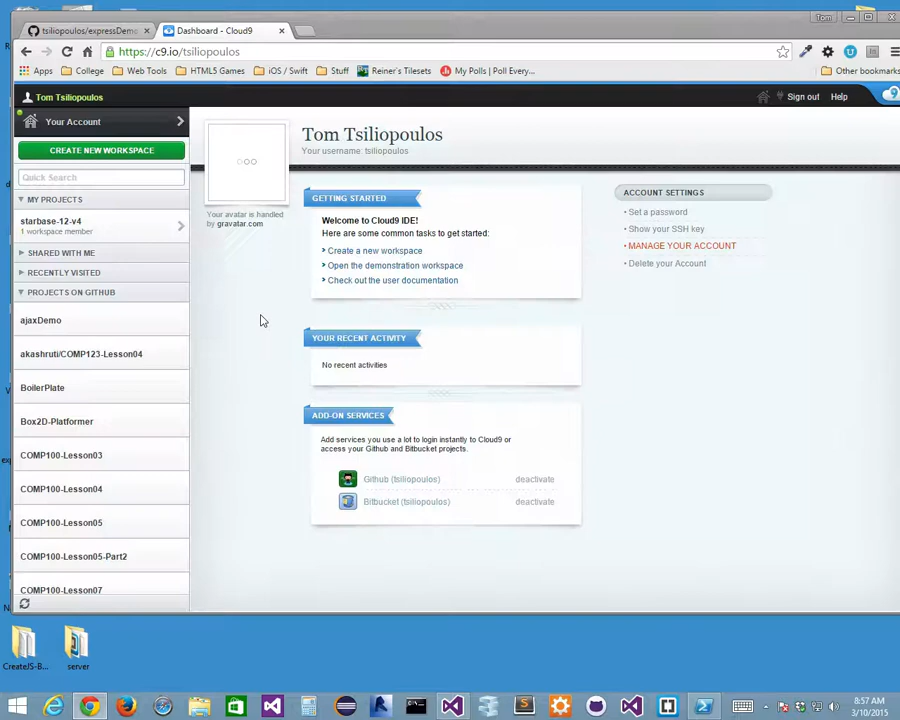 Tom
tsiliopoulos/expressDemo
Dashboard - Cloud9
https://c9.io/tsiliopoulos
Apps
College
Web Tools
HTML5 Games
iOS / Swift
Stuff
Reiner's Tilesets
My Polls | Poll Every...
Other bookmarks
Tom Tsiliopoulos
Sign out
Help
Your Account
CREATE NEW WORKSPACE
Quick Search
MY PROJECTS
starbase-12-v4
1 workspace member
SHARED WITH ME
RECENTLY VISITED
PROJECTS ON GITHUB
ajaxDemo
akashruti/COMP123-Lesson04
BoilerPlate
Box2D-Platformer
COMP100-Lesson03
COMP100-Lesson04
COMP100-Lesson05
COMP100-Lesson05-Part2
COMP100-Lesson07
Tom Tsiliopoulos
Your username: tsiliopoulos
Your avatar is handled
by gravatar.com
GETTING STARTED
Welcome to Cloud9 IDE!
Here are some common tasks to get started:
Create a new workspace
Open the demonstration workspace
Check out the user documentation
YOUR RECENT ACTIVITY
No recent activities
ADD-ON SERVICES
Add services you use a lot to login instantly to Cloud9 or
access your Github and Bitbucket projects.
Github (tsiliopoulos)
deactivate
Bitbucket (tsiliopoulos)
deactivate
ACCOUNT SETTINGS
• Set a password
• Show your SSH key
• MANAGE YOUR ACCOUNT
• Delete your Account
CreateJS-B...
server
8:57 AM
3/10/2015